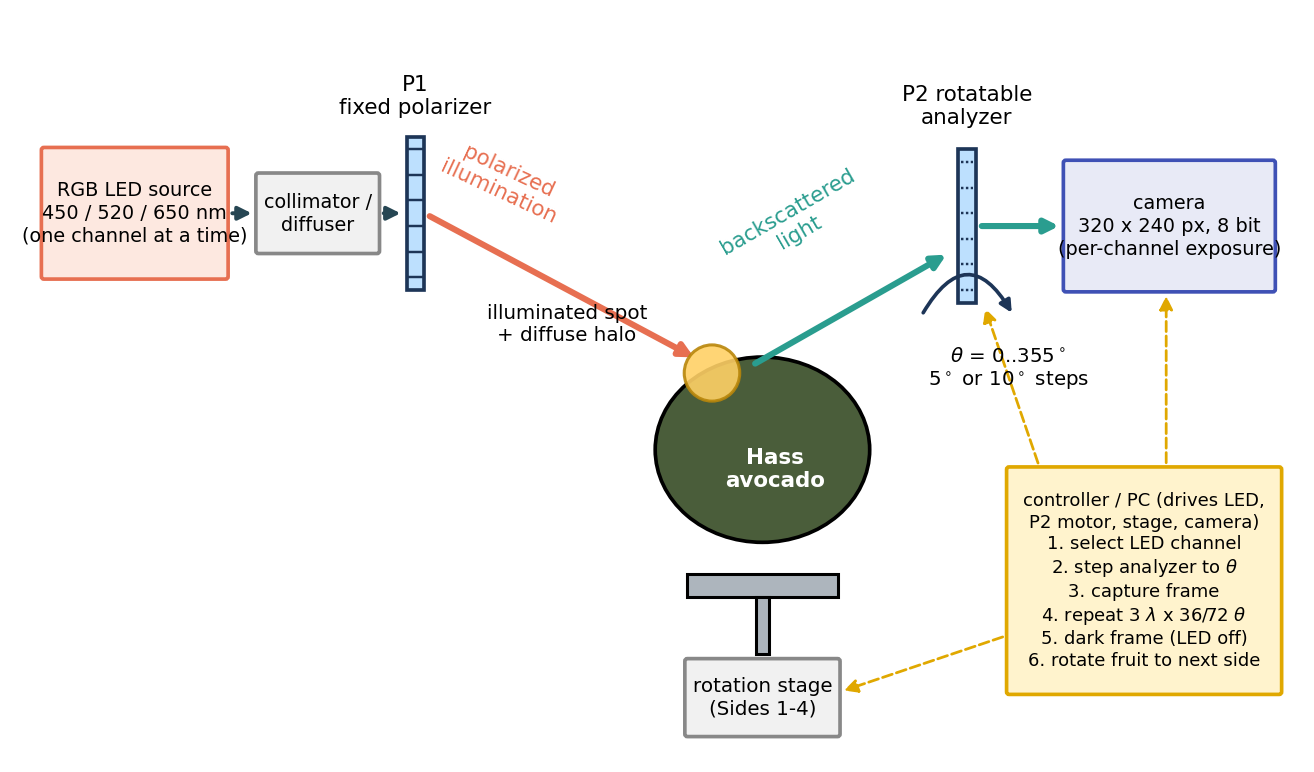 P1
fixed polarizer
P2 rotatable
analyzer
RGB LED source
450 / 520 / 650 nm
(one channel at a time)
collimator /
diffuser
polarized
illumination
backscattered
light
camera
320 x 240 px, 8 bit
(per-channel exposure)
illuminated spot
+ diffuse halo
θ = 0..355°
5° or 10° steps
Hass
avocado
controller / PC (drives LED,
P2 motor, stage, camera)
1. select LED channel
2. step analyzer to θ
3. capture frame
4. repeat 3 λ x 36/72 θ
5. dark frame (LED off)
6. rotate fruit to next side
rotation stage
(Sides 1-4)